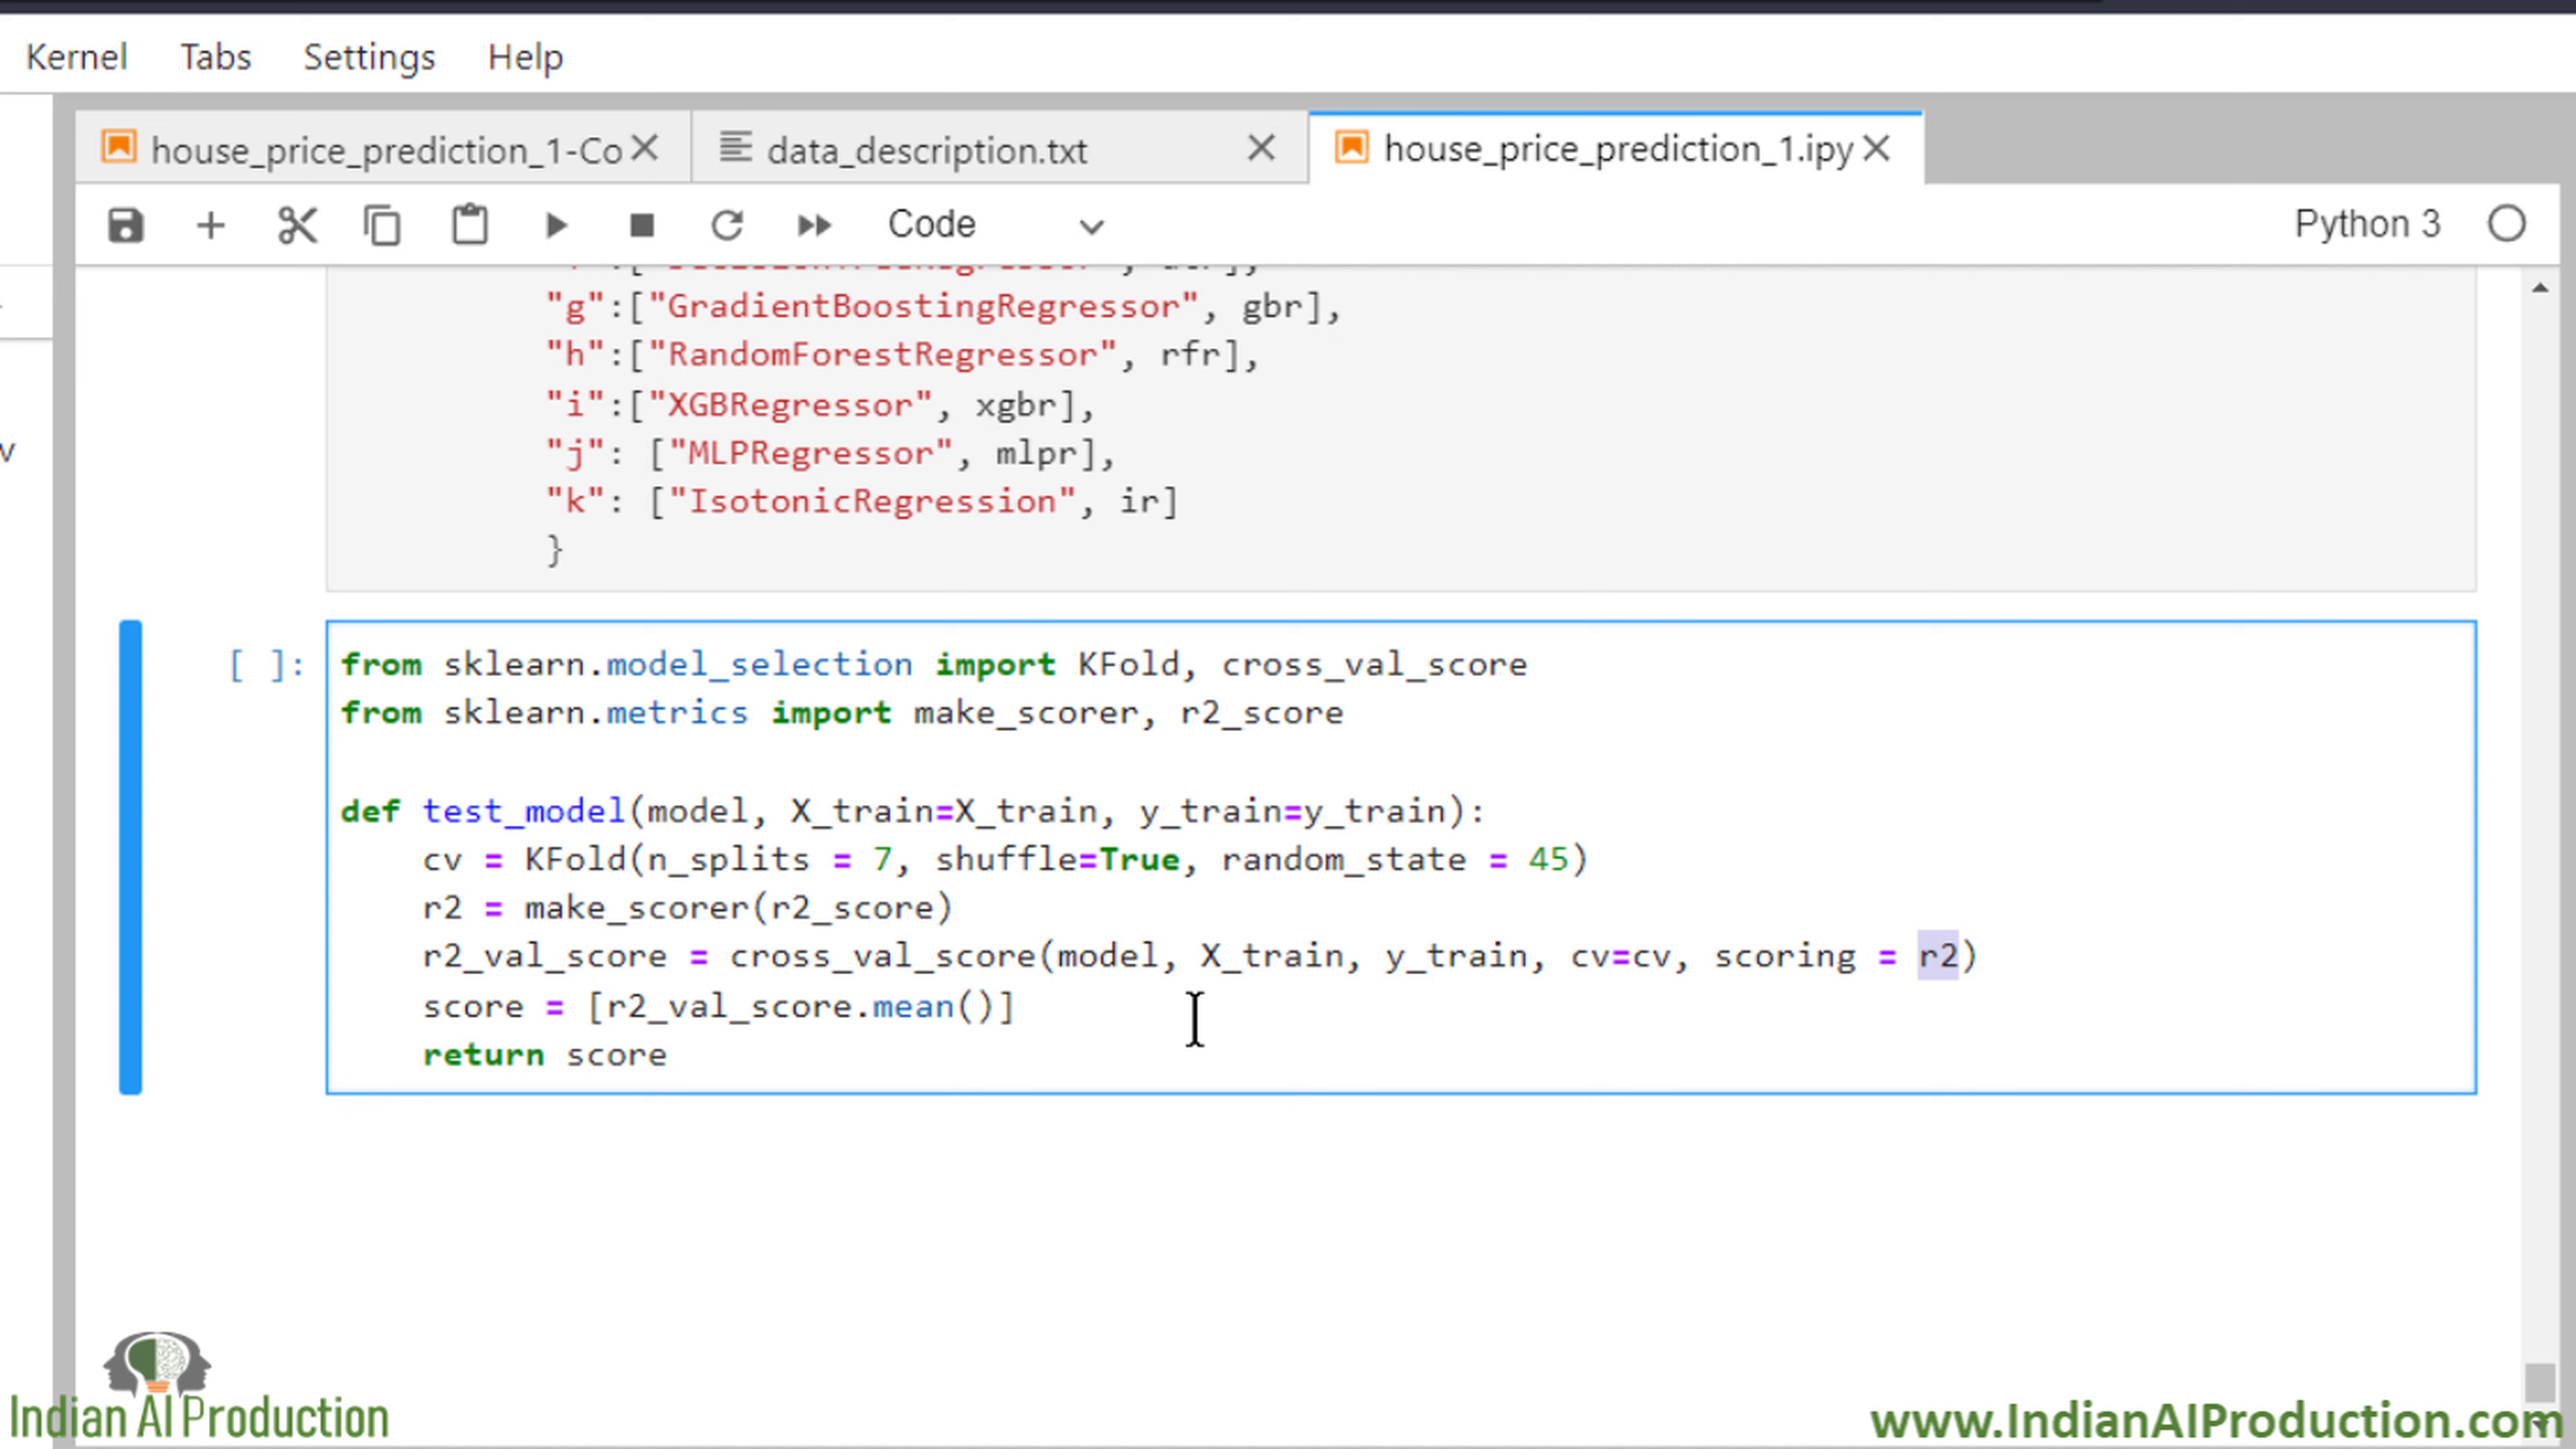 Kernel Tabs Settings Help
house_price_prediction_1-Co data_description.txt house_price_prediction_1.ipy
Code Python 3
"g":["GradientBoostingRegressor", gbr],
"h":["RandomForestRegressor", rfr],
"i":["XGBRegressor", xgbr],
"j": ["MLPRegressor", mlpr],
"k": ["IsotonicRegression", ir]
}
[ ]: from sklearn.model_selection import KFold, cross_val_score
from sklearn.metrics import make_scorer, r2_score
def test_model(model, X_train=X_train, y_train=y_train):
cv = KFold(n_splits = 7, shuffle=True, random_state = 45)
r2 = make_scorer(r2_score)
r2_val_score = cross_val_score(model, X_train, y_train, cv=cv, scoring = r2)
score = [r2_val_score.mean()]
return score
Indian AI Production
www.IndianAIProduction.com